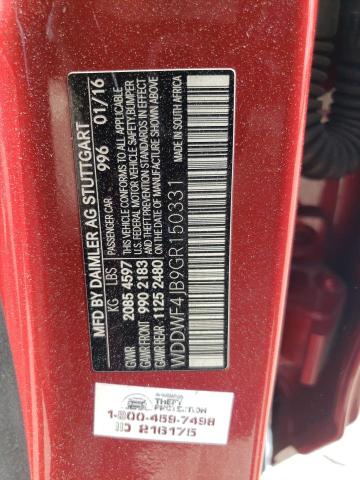 MFD BY DAIMLER AG STUTTGART
KG LBS PASSENGER CAR 996 01/16
GVWR 2085 4597 THIS VEHICLE CONFORMS TO ALL APPLICABLE
GAWR FRONT 990 2183 U.S. FEDERAL MOTOR VEHICLE SAFETY, BUMPER
AND THEFT PREVENTION STANDARDS IN EFFECT
GAWR REAR 1125 2480 ON THE DATE OF MANUFACTURE SHOWN ABOVE
WDDWF4JB9GR150331 MADE IN SOUTH AFRICA
THEFT
PROTECTION
1-800-459-7498
ID 216175